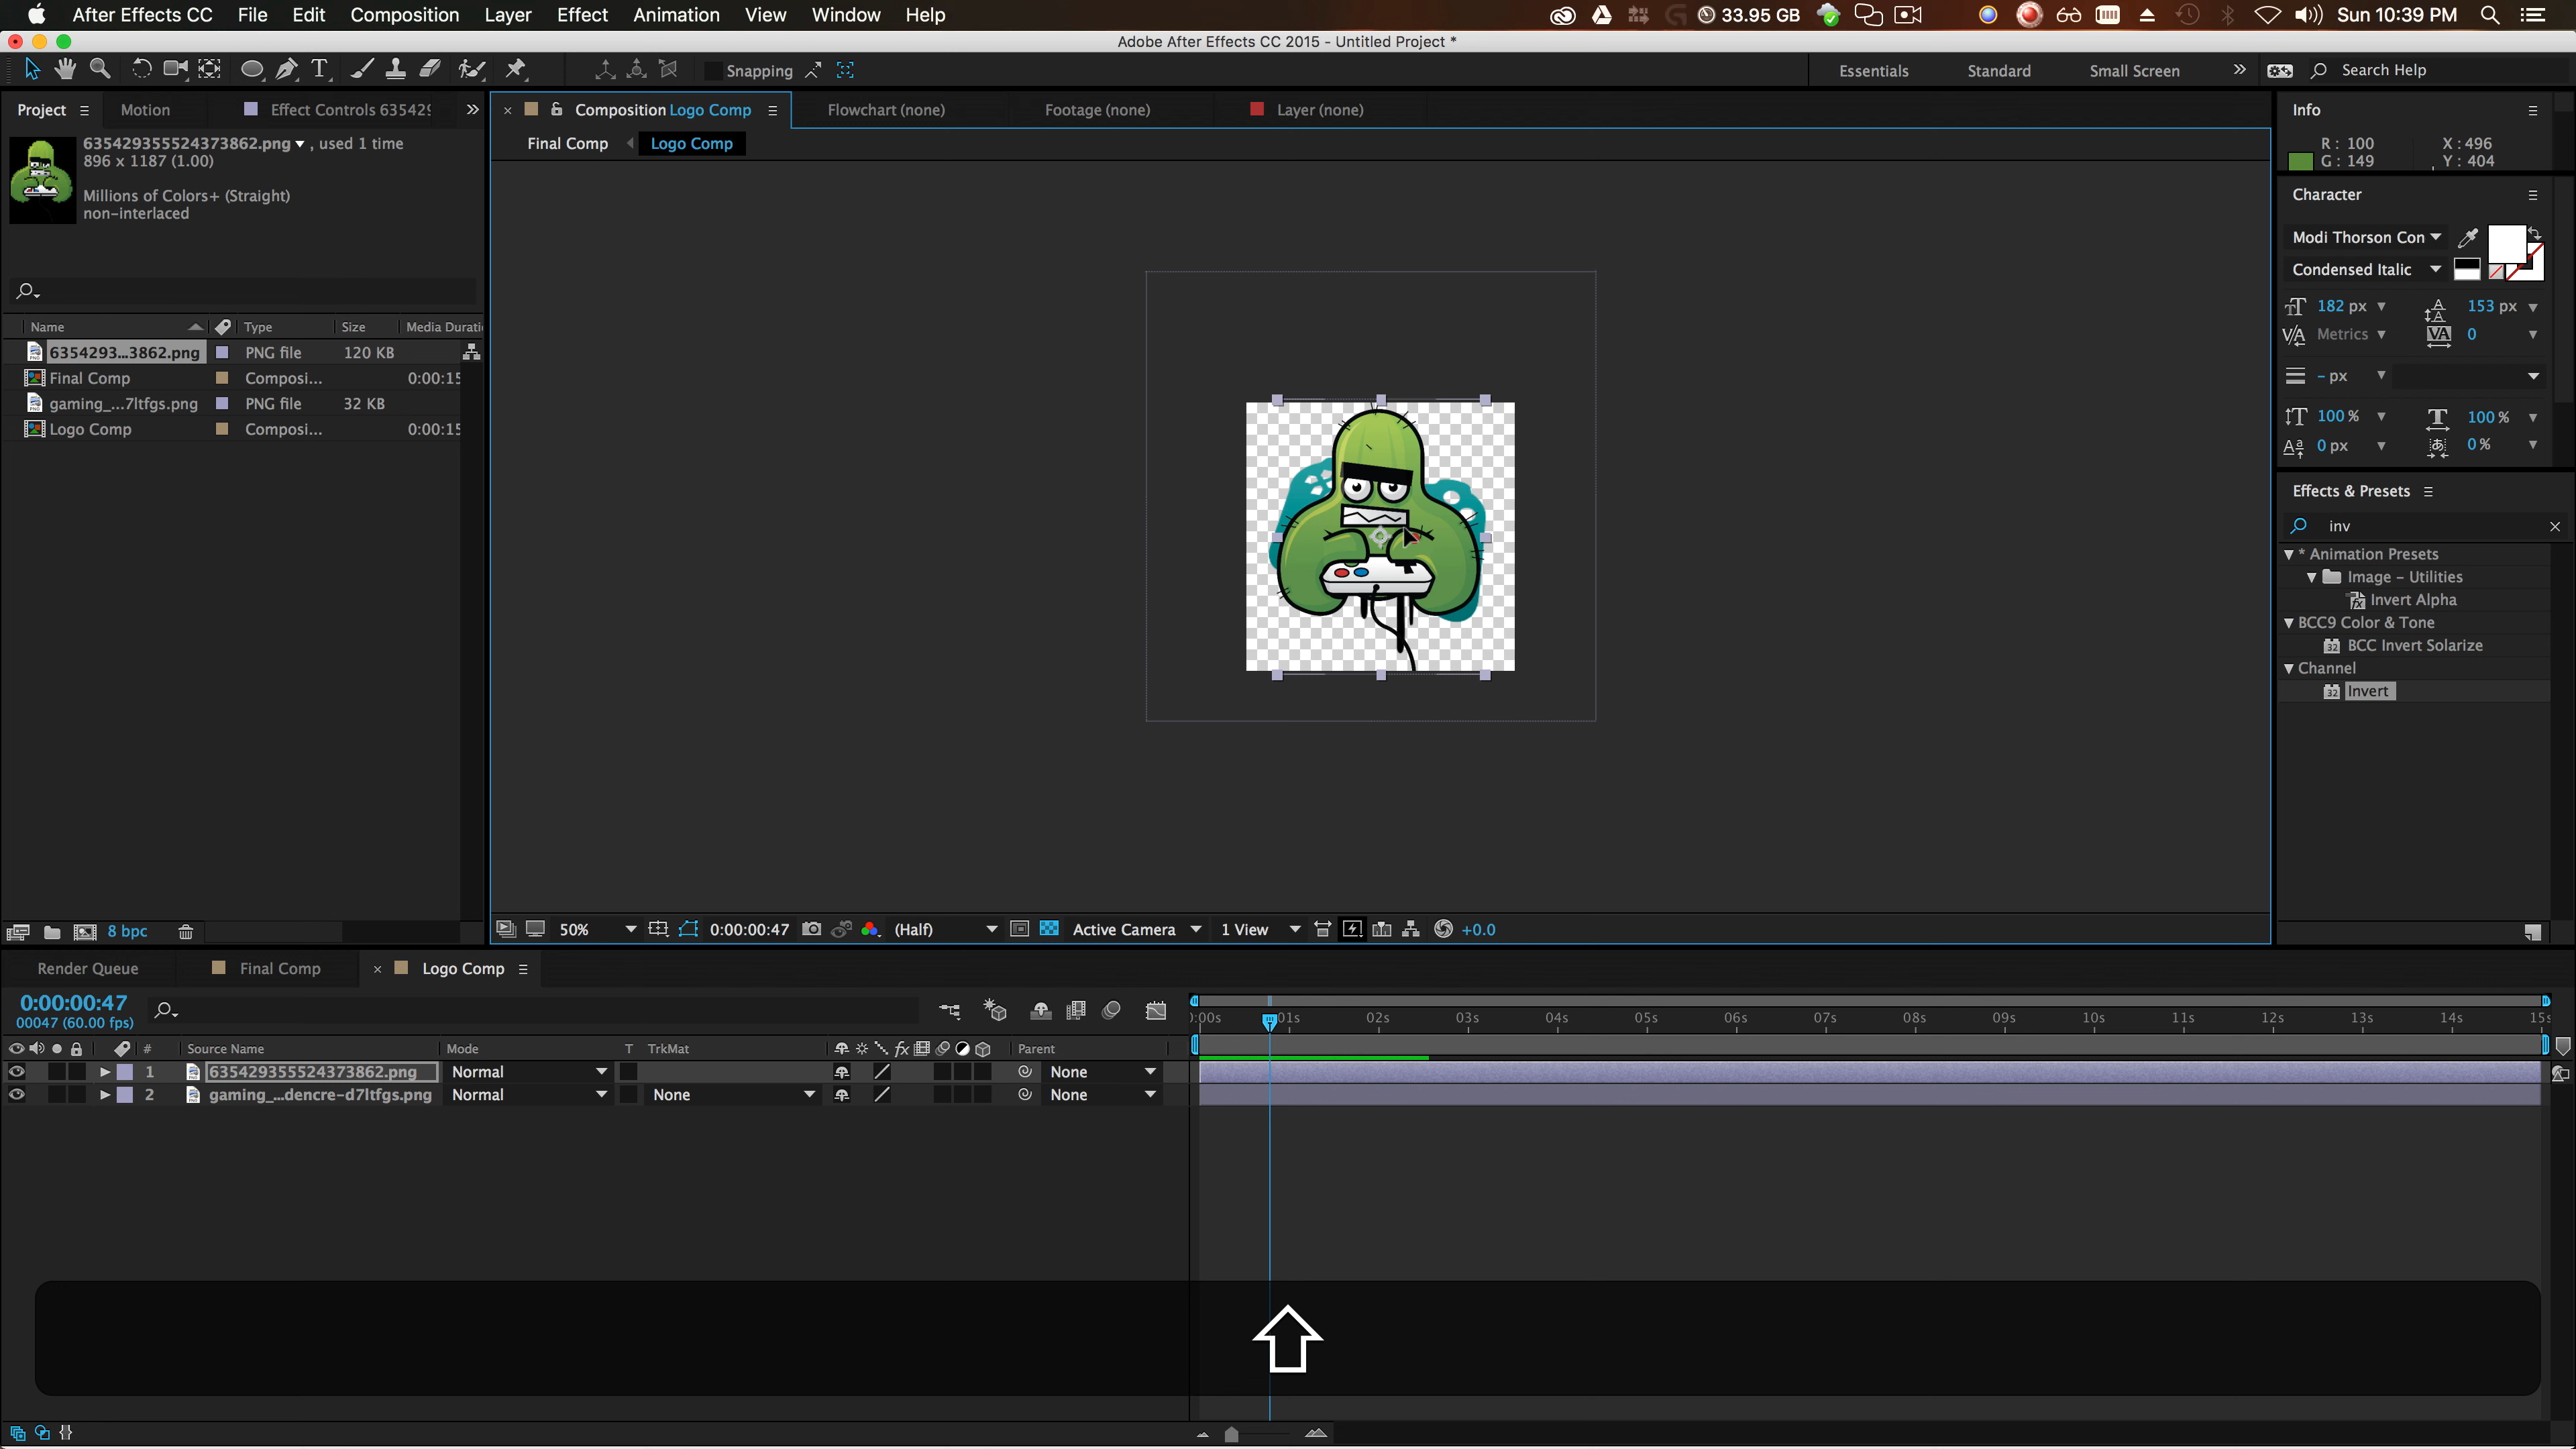 After Effects CC File Edit Composition Layer Effect Animation View Window Help 33.95 GB Sun 10:39 PM
Adobe After Effects CC 2015 - Untitled Project *
T Snapping Essentials Standard Small Screen Search Help
Project Motion Effect Controls 635429
Composition Logo Comp Flowchart (none) Footage (none) Layer (none)
Final Comp Logo Comp
635429355524373862.png , used 1 time
896 x 1187 (1.00)
Millions of Colors+ (Straight)
non-interlaced
Name Type Size Media Durati
6354293...3862.png PNG file 120 KB
Final Comp Composi... 0:00:15
gaming_...7ltfgs.png PNG file 32 KB
Logo Comp Composi... 0:00:15
8 bpc
50% 0:00:00:47 (Half) Active Camera 1 View +0.0
Info
R: 100 X: 496
G: 149 Y: 404
Character
Modi Thorson Con
Condensed Italic
182 px 153 px
Metrics 0
- px
100% 100%
0 px 0%
Effects & Presets
inv
* Animation Presets
Image - Utilities
Invert Alpha
BCC9 Color & Tone
32 BCC Invert Solarize
Channel
32 Invert
Render Queue Final Comp Logo Comp
0:00:00:47
00047 (60.00 fps)
):00s 01s 02s 03s 04s 05s 06s 07s 08s 09s 10s 11s 12s 13s 14s 15s
# Source Name Mode T TrkMat fx Parent
1 635429355524373862.png Normal None
2 gaming_...dencre-d7ltfgs.png Normal None None